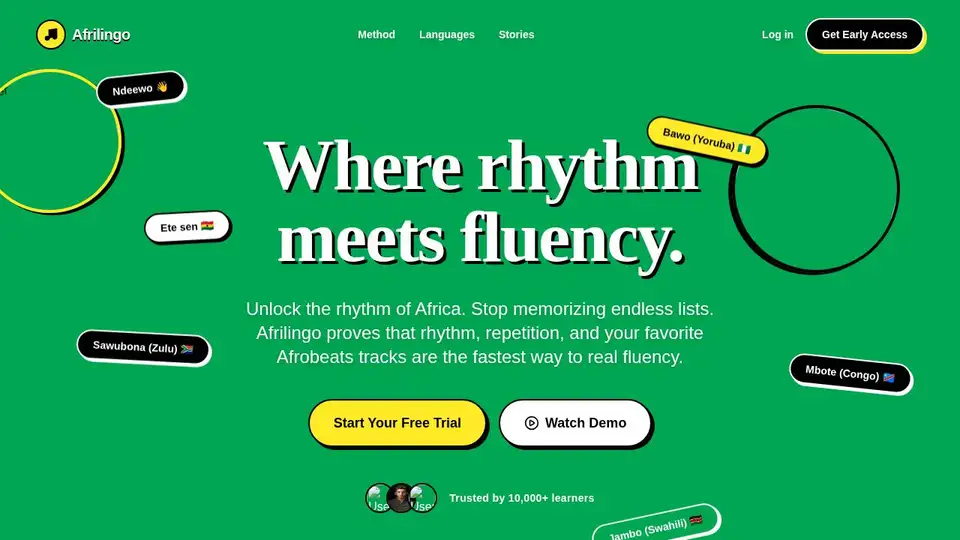 Afrilingo
Method
Languages
Stories
Log in
Get Early Access
Ndeewo 👋
Bawo (Yoruba) 🇳🇬
Where rhythm
meets fluency.
Ete sen 🇬🇭
Unlock the rhythm of Africa. Stop memorizing endless lists.
Afrilingo proves that rhythm, repetition, and your favorite
Afrobeats tracks are the fastest way to real fluency.
Sawubona (Zulu) 🇿🇦
Mbote (Congo) 🇨🇩
Start Your Free Trial
Watch Demo
Trusted by 10,000+ learners
Jambo (Swahili) 🇰🇪